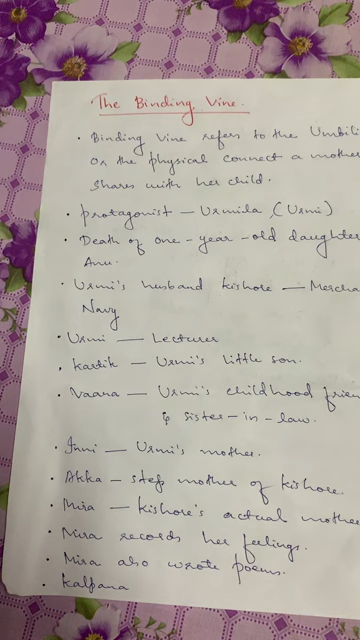 The Binding Vine.
• Binding Vine refers to the Umbili
Or the physical connect a mother
shares with her child.
• protagonist – Urmila (Urmi)
• Death of one-year-old daughter
Anu.
• Urmi's husband kishore – Mercha
Navy
• Urmi – Lecturer
• kartik – Urmi's little son.
• Vaana – Urmi's childhood frien
& sister-in-law.
• Inni – Urmi's mother.
• Akka – step mother of kishore.
• Mira – kishore's actual mother
• Mira records her feelings.
• Mira also wrote poems.
• kalpana